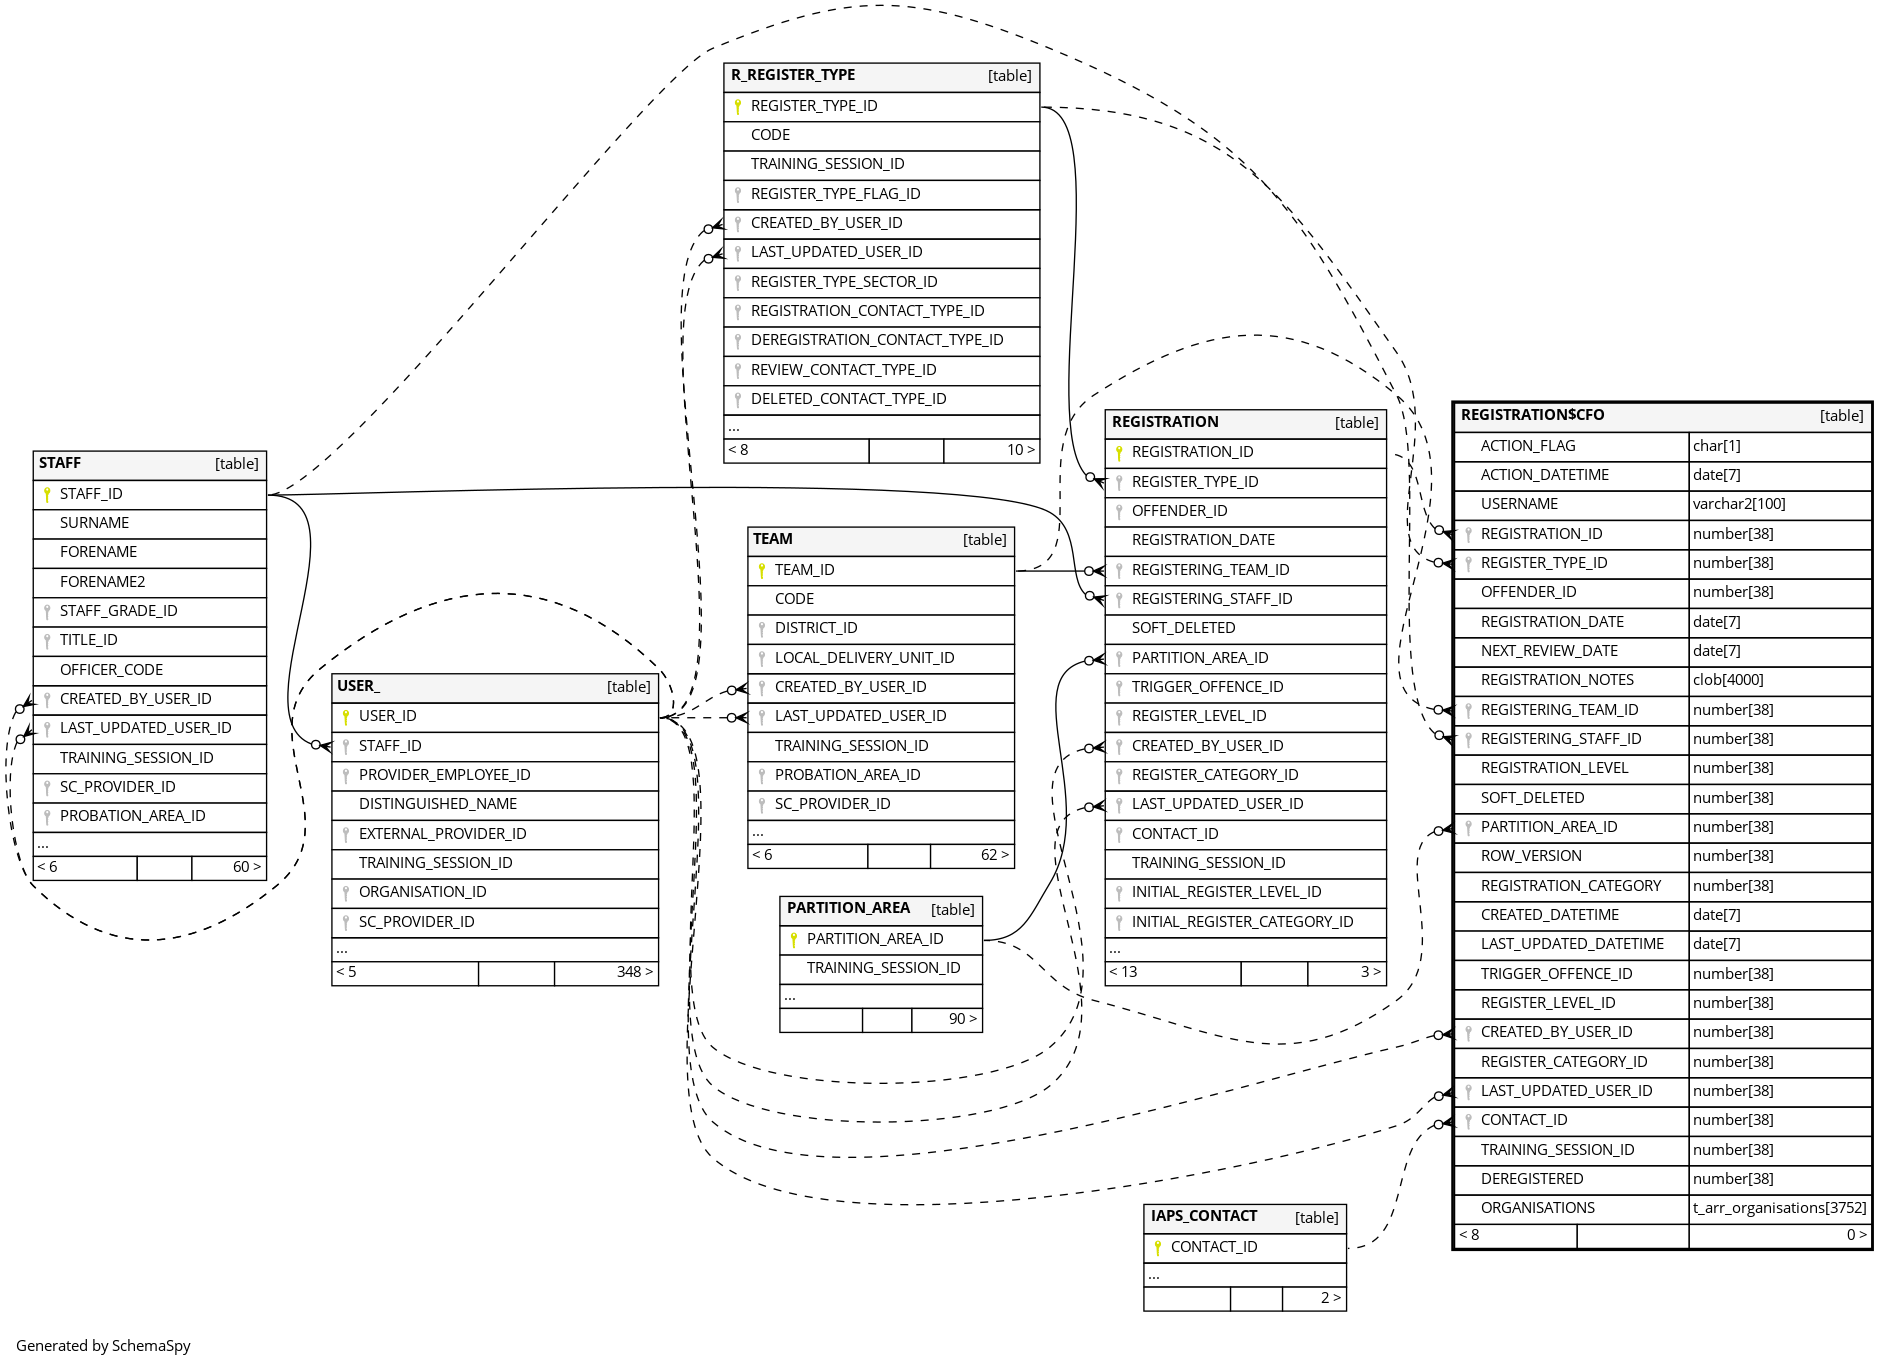 R_REGISTER_TYPE [table]
REGISTER_TYPE_ID
CODE
TRAINING_SESSION_ID
REGISTER_TYPE_FLAG_ID
CREATED_BY_USER_ID
LAST_UPDATED_USER_ID
REGISTER_TYPE_SECTOR_ID
REGISTRATION_CONTACT_TYPE_ID
DEREGISTRATION_CONTACT_TYPE_ID
REVIEW_CONTACT_TYPE_ID
DELETED_CONTACT_TYPE_ID
...
< 8 10 >
STAFF [table]
STAFF_ID
SURNAME
FORENAME
FORENAME2
STAFF_GRADE_ID
TITLE_ID
OFFICER_CODE
CREATED_BY_USER_ID
LAST_UPDATED_USER_ID
TRAINING_SESSION_ID
SC_PROVIDER_ID
PROBATION_AREA_ID
...
< 6 60 >
USER_ [table]
USER_ID
STAFF_ID
PROVIDER_EMPLOYEE_ID
DISTINGUISHED_NAME
EXTERNAL_PROVIDER_ID
TRAINING_SESSION_ID
ORGANISATION_ID
SC_PROVIDER_ID
...
< 5 348 >
TEAM [table]
TEAM_ID
CODE
DISTRICT_ID
LOCAL_DELIVERY_UNIT_ID
CREATED_BY_USER_ID
LAST_UPDATED_USER_ID
TRAINING_SESSION_ID
PROBATION_AREA_ID
SC_PROVIDER_ID
...
< 6 62 >
PARTITION_AREA [table]
PARTITION_AREA_ID
TRAINING_SESSION_ID
...
90 >
REGISTRATION [table]
REGISTRATION_ID
REGISTER_TYPE_ID
OFFENDER_ID
REGISTRATION_DATE
REGISTERING_TEAM_ID
REGISTERING_STAFF_ID
SOFT_DELETED
PARTITION_AREA_ID
TRIGGER_OFFENCE_ID
REGISTER_LEVEL_ID
CREATED_BY_USER_ID
REGISTER_CATEGORY_ID
LAST_UPDATED_USER_ID
CONTACT_ID
TRAINING_SESSION_ID
INITIAL_REGISTER_LEVEL_ID
INITIAL_REGISTER_CATEGORY_ID
...
< 13 3 >
REGISTRATION$CFO [table]
ACTION_FLAG char[1]
ACTION_DATETIME date[7]
USERNAME varchar2[100]
REGISTRATION_ID number[38]
REGISTER_TYPE_ID number[38]
OFFENDER_ID number[38]
REGISTRATION_DATE date[7]
NEXT_REVIEW_DATE date[7]
REGISTRATION_NOTES clob[4000]
REGISTERING_TEAM_ID number[38]
REGISTERING_STAFF_ID number[38]
REGISTRATION_LEVEL number[38]
SOFT_DELETED number[38]
PARTITION_AREA_ID number[38]
ROW_VERSION number[38]
REGISTRATION_CATEGORY number[38]
CREATED_DATETIME date[7]
LAST_UPDATED_DATETIME date[7]
TRIGGER_OFFENCE_ID number[38]
REGISTER_LEVEL_ID number[38]
CREATED_BY_USER_ID number[38]
REGISTER_CATEGORY_ID number[38]
LAST_UPDATED_USER_ID number[38]
CONTACT_ID number[38]
TRAINING_SESSION_ID number[38]
DEREGISTERED number[38]
ORGANISATIONS t_arr_organisations[3752]
< 8 0 >
IAPS_CONTACT [table]
CONTACT_ID
...
2 >
Generated by SchemaSpy